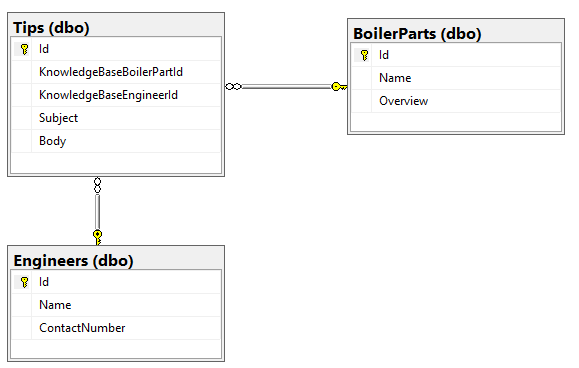 Tips (dbo)
Id
KnowledgeBaseBoilerPartId
KnowledgeBaseEngineerId
Subject
Body
BoilerParts (dbo)
Id
Name
Overview
Engineers (dbo)
Id
Name
ContactNumber